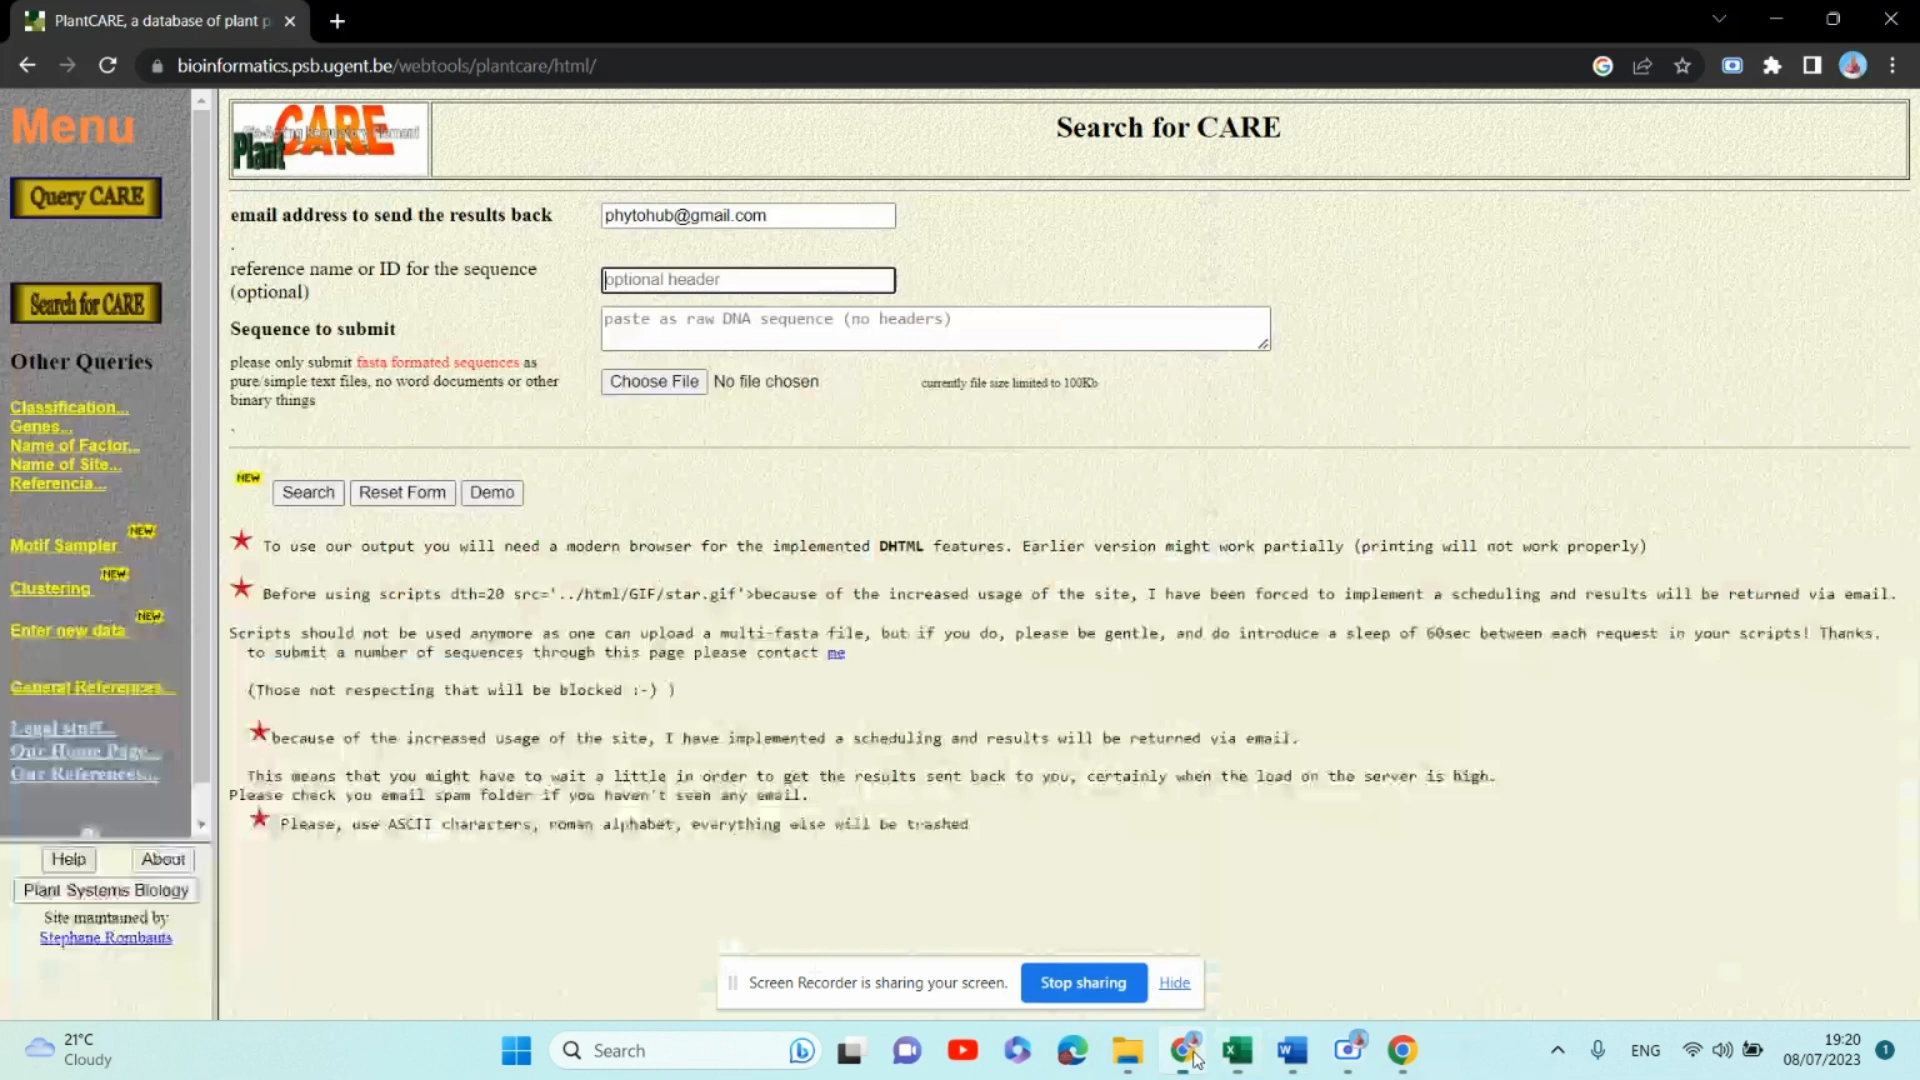 PlantCARE, a database of plant p
bioinformatics.psb.ugent.be/webtools/plantcare/html/
Menu
Query CARE
Search for CARE
Other Queries
Classification...
Genes...
Name of Factor...
Name of Site...
Referencia...
NEW
Motif Sampler
NEW
Clustering
NEW
Enter new data
General References...
Legal stuff...
Our Home Page...
Our References...
Help About
Plant Systems Biology
Site maintained by
Stephane Rombauts
Plant CARE
Cis-Acting Regulatory Element
Search for CARE
email address to send the results back phytohub@gmail.com
.
reference name or ID for the sequence
(optional)
optional header
Sequence to submit
paste as raw DNA sequence (no headers)
please only submit fasta formated sequences as
pure/simple text files, no word documents or other
binary things
Choose File No file chosen currently file size limited to 100Kb
NEW
Search Reset Form Demo
To use our output you will need a modern browser for the implemented DHTML features. Earlier version might work partially (printing will not work properly)
Before using scripts dth=20 src='../html/GIF/star.gif'>because of the increased usage of the site, I have been forced to implement a scheduling and results will be returned via email.
Scripts should not be used anymore as one can upload a multi-fasta file, but if you do, please be gentle, and do introduce a sleep of 60sec between each request in your scripts! Thanks.
to submit a number of sequences through this page please contact me
(Those not respecting that will be blocked :-) )
because of the increased usage of the site, I have implemented a scheduling and results will be returned via email.
This means that you might have to wait a little in order to get the results sent back to you, certainly when the load on the server is high.
Please check you email spam folder if you haven't seen any email.
Please, use ASCII characters, roman alphabet, everything else will be trashed
Screen Recorder is sharing your screen. Stop sharing Hide
21°C
Cloudy
Search
ENG
19:20
08/07/2023
1